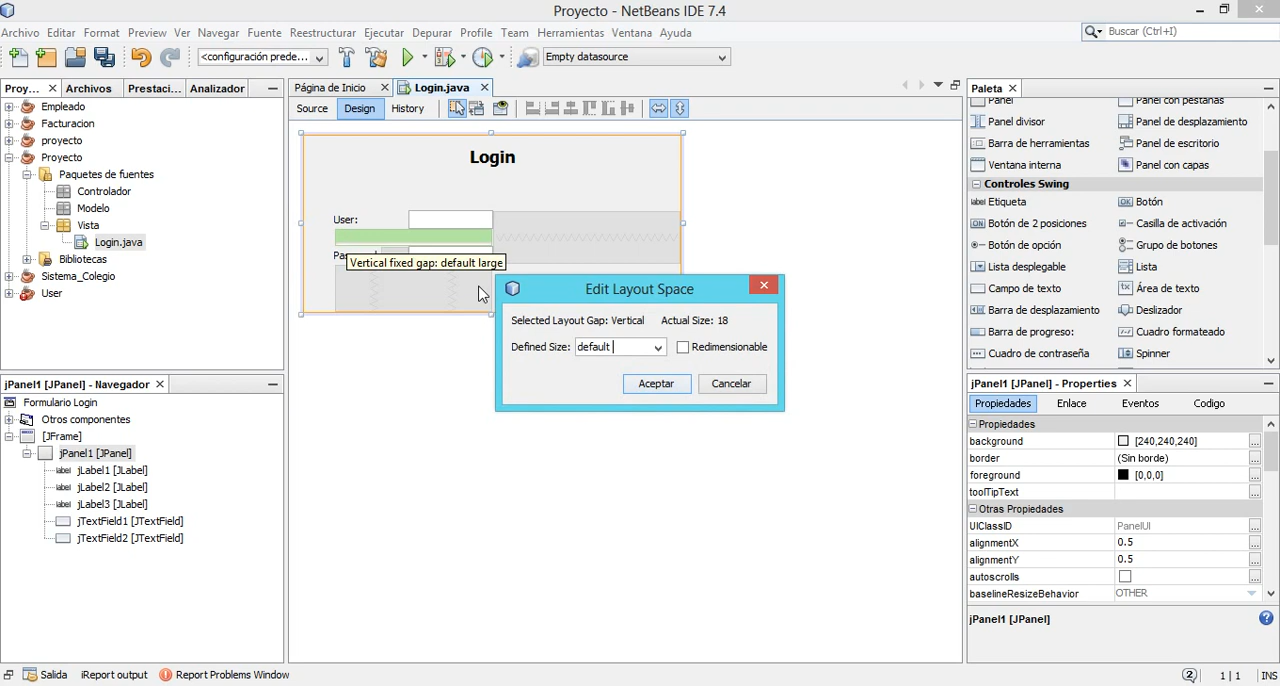 Proyecto - NetBeans IDE 7.4
Archivo Editar Format Preview Ver Navegar Fuente Reestructurar Ejecutar Depurar Profile Team Herramientas Ventana Ayuda
Buscar (Ctrl+I)
<configuración prede...
Empty datasource
Proy... Archivos Prestaci... Analizador
Página de Inicio Login.java
Paleta
Empleado
Facturacion
proyecto
Proyecto
Paquetes de fuentes
Controlador
Modelo
Vista
Login.java
Bibliotecas
Sistema_Colegio
User
Source Design History
Login
User:
Pa
Vertical fixed gap: default large
Edit Layout Space
Selected Layout Gap: Vertical Actual Size: 18
Defined Size: default Redimensionable
Aceptar Cancelar
Panel Panel con pestañas
Panel divisor Panel de desplazamiento
Barra de herramientas Panel de escritorio
Ventana interna Panel con capas
Controles Swing
label Etiqueta OK Botón
ON Botón de 2 posiciones Casilla de activación
Botón de opción Grupo de botones
Lista desplegable Lista
Campo de texto Área de texto
Barra de desplazamiento Deslizador
Barra de progreso: Cuadro formateado
Cuadro de contraseña Spinner
jPanel1 [JPanel] - Navegador
Formulario Login
Otros componentes
[JFrame]
jPanel1 [JPanel]
label jLabel1 [JLabel]
label jLabel2 [JLabel]
label jLabel3 [JLabel]
jTextField1 [JTextField]
jTextField2 [JTextField]
jPanel1 [JPanel] - Properties
Propiedades Enlace Eventos Codigo
Propiedades
background [240,240,240] ...
border (Sin borde) ...
foreground [0,0,0] ...
toolTipText ...
Otras Propiedades
UIClassID PanelUI ...
alignmentX 0.5 ...
alignmentY 0.5 ...
autoscrolls ...
baselineResizeBehavior OTHER
jPanel1 [JPanel]
Salida iReport output Report Problems Window
2 1|1 INS